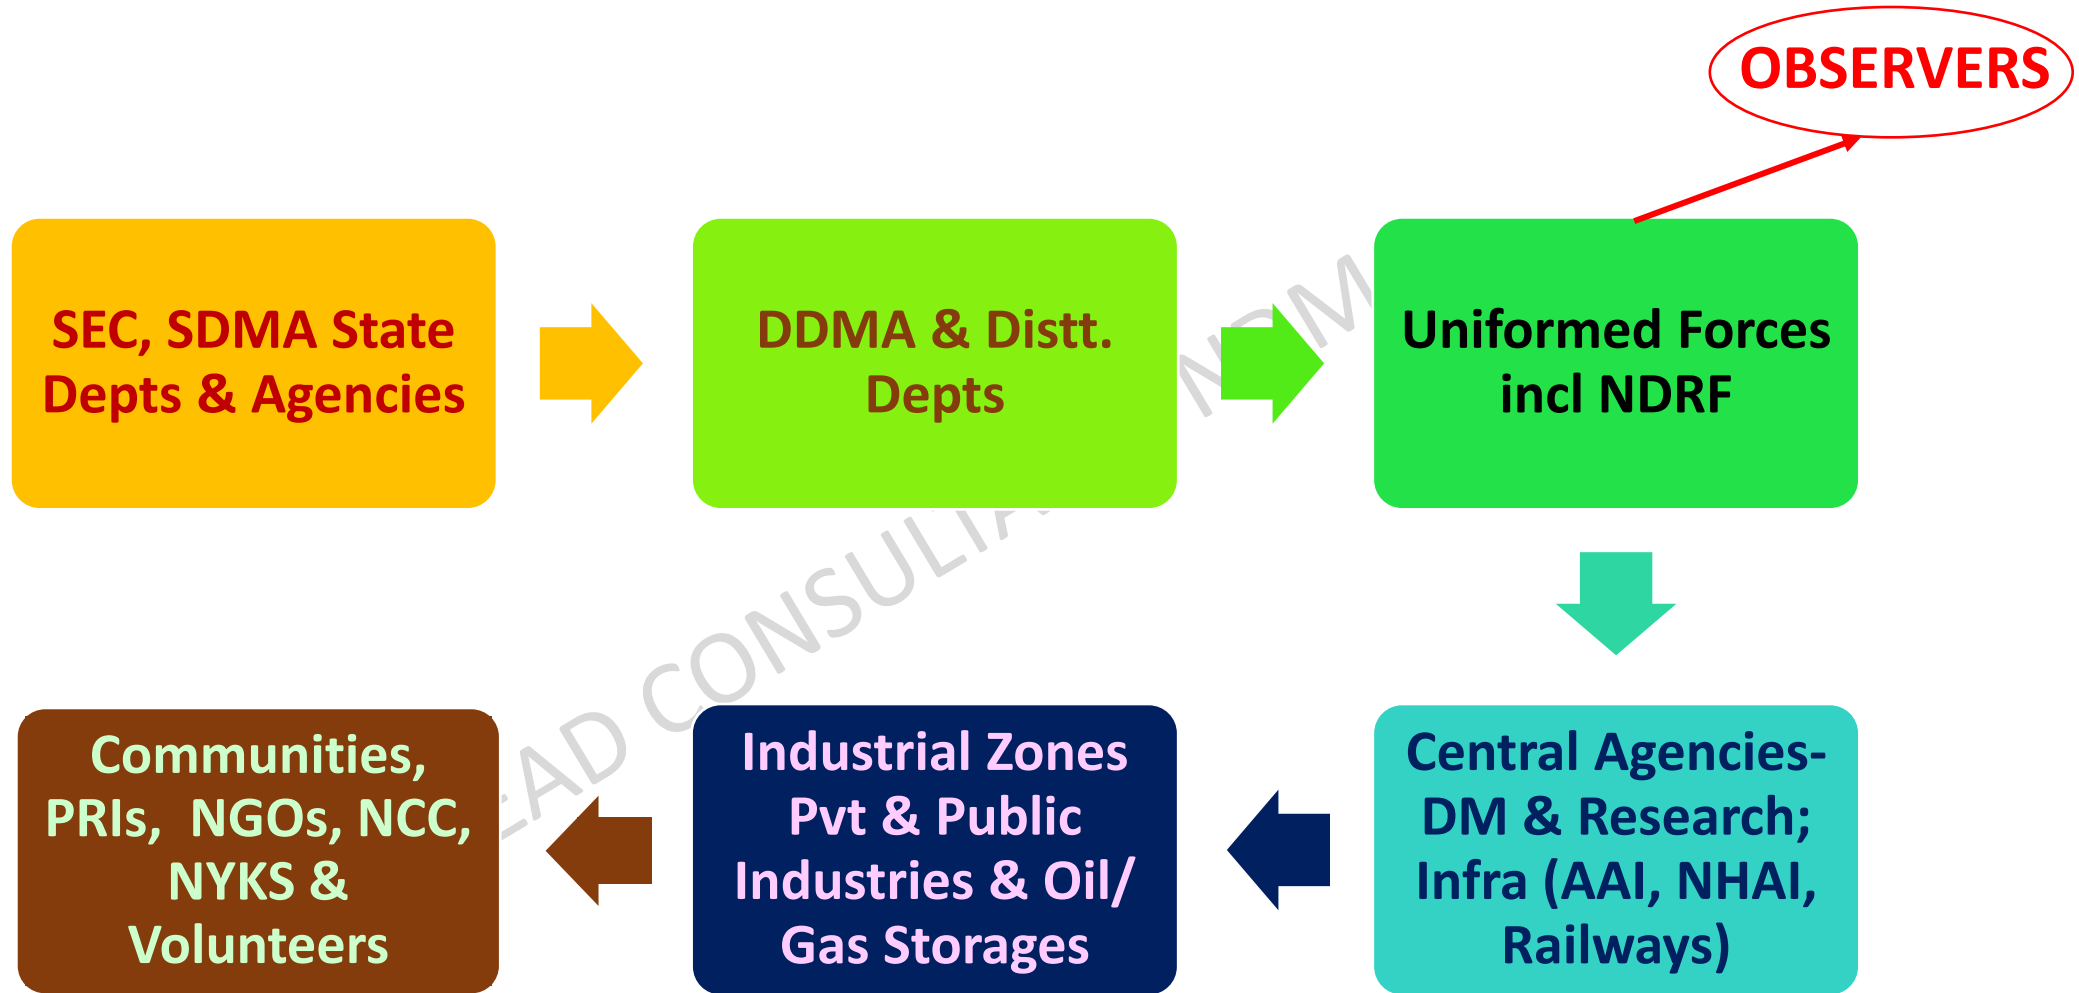 OBSERVERS
SEC, SDMA State
Depts & Agencies
DDMA & Distt.
Depts
Uniformed Forces
incl NDRF
Central Agencies-
DM & Research;
Infra (AAI, NHAI,
Railways)
Industrial Zones
Pvt & Public
Industries & Oil/
Gas Storages
Communities,
PRIs, NGOs, NCC,
NYKS &
Volunteers
CONSULTA